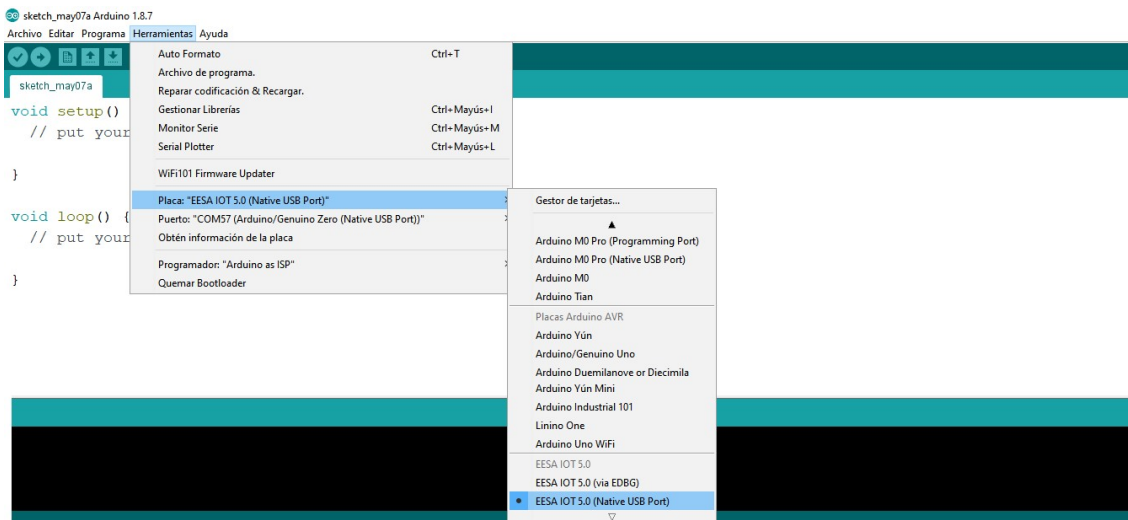 sketch_may07a Arduino 1.8.7
Archivo Editar Programa Herramientas Ayuda
sketch_may07a
Auto Formato Ctrl+T
Archivo de programa.
Reparar codificación & Recargar.
Gestionar Librerías Ctrl+Mayús+I
Monitor Serie Ctrl+Mayús+M
Serial Plotter Ctrl+Mayús+L
WiFi101 Firmware Updater
Placa: "EESA IOT 5.0 (Native USB Port)"
Puerto: "COM57 (Arduino/Genuino Zero (Native USB Port))"
Obtén información de la placa
Programador: "Arduino as ISP"
Quemar Bootloader
void setup()
// put your
}
void loop() {
// put your
}
Gestor de tarjetas...
Arduino M0 Pro (Programming Port)
Arduino M0 Pro (Native USB Port)
Arduino M0
Arduino Tian
Placas Arduino AVR
Arduino Yún
Arduino/Genuino Uno
Arduino Duemilanove or Diecimila
Arduino Yún Mini
Arduino Industrial 101
Linino One
Arduino Uno WiFi
EESA IOT 5.0
EESA IOT 5.0 (via EDBG)
EESA IOT 5.0 (Native USB Port)